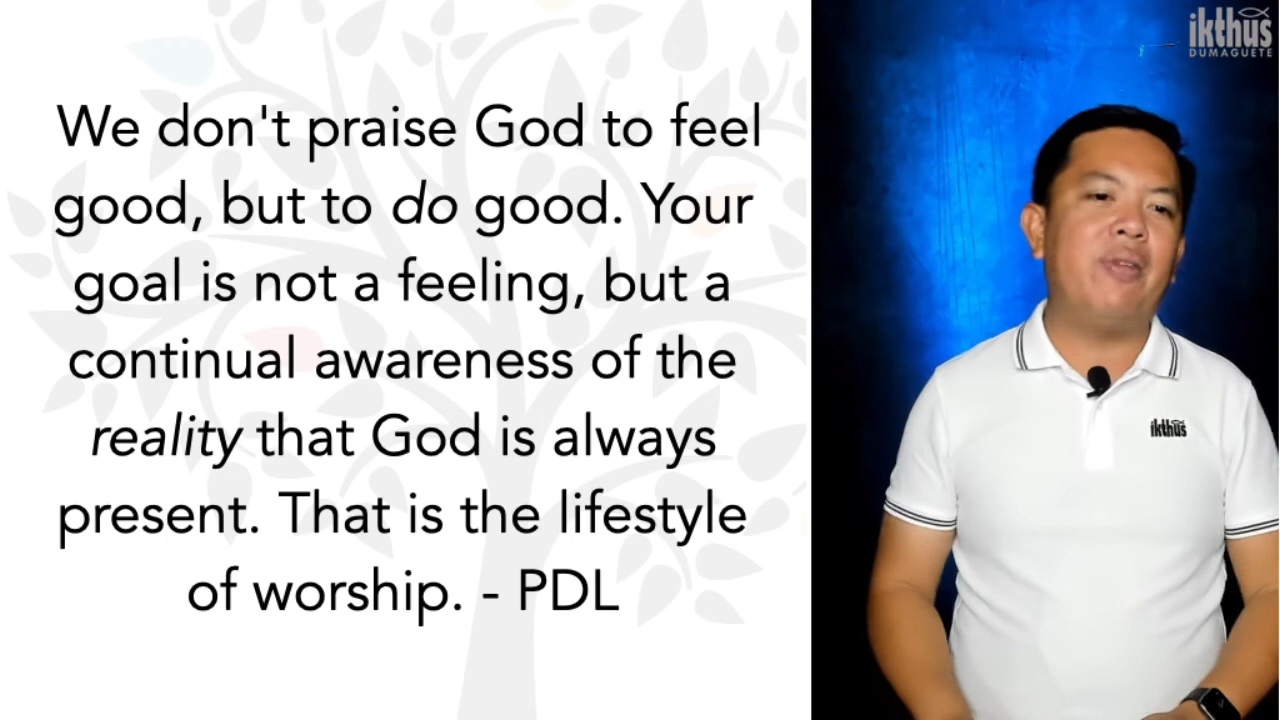 We don't praise God to feel
good, but to do good. Your
goal is not a feeling, but a
continual awareness of the
reality that God is always
present. That is the lifestyle
of worship. - PDL
ikthus
DUMAGUETE
ikthus